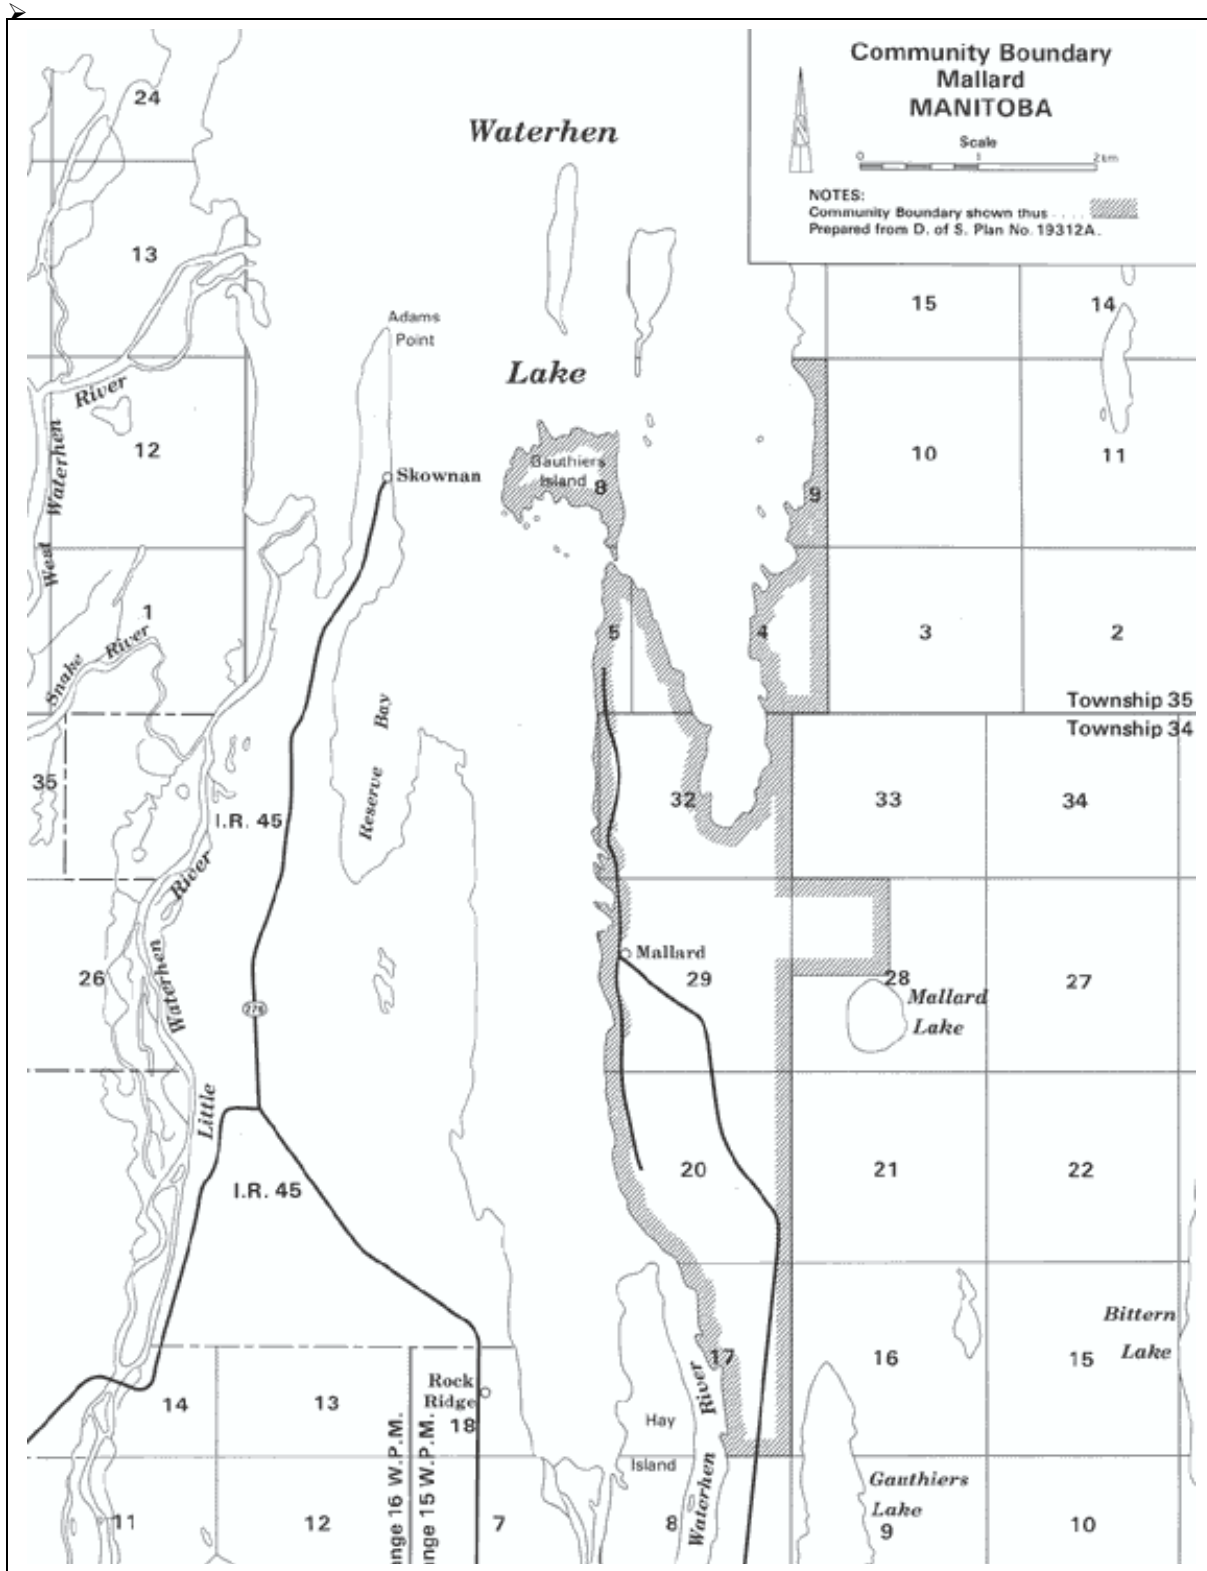 ➢
Community Boundary
Mallard
MANITOBA
Scale
0 1 2 km
NOTES:
Community Boundary shown thus . . . .
Prepared from D. of S. Plan No. 19312A.
24
Waterhen
13
15
14
Adams
Point
Lake
River
12
10
11
Gauthiers
Island
8
Skownan
9
West Waterhen
1
5
4
3
2
Snake River
Township 35
Township 34
Reserve Bay
35
I.R. 45
32
33
34
River
Mallard
26
29
28
27
Waterhen
Mallard
Lake
276
Little
20
21
22
I.R. 45
Bittern
Lake
17
16
15
Rock
Ridge
14
13
18
River
Hay
Island
ange 16 W.P.M.
ange 15 W.P.M.
Waterhen
Gauthiers
Lake
11
12
7
8
9
10